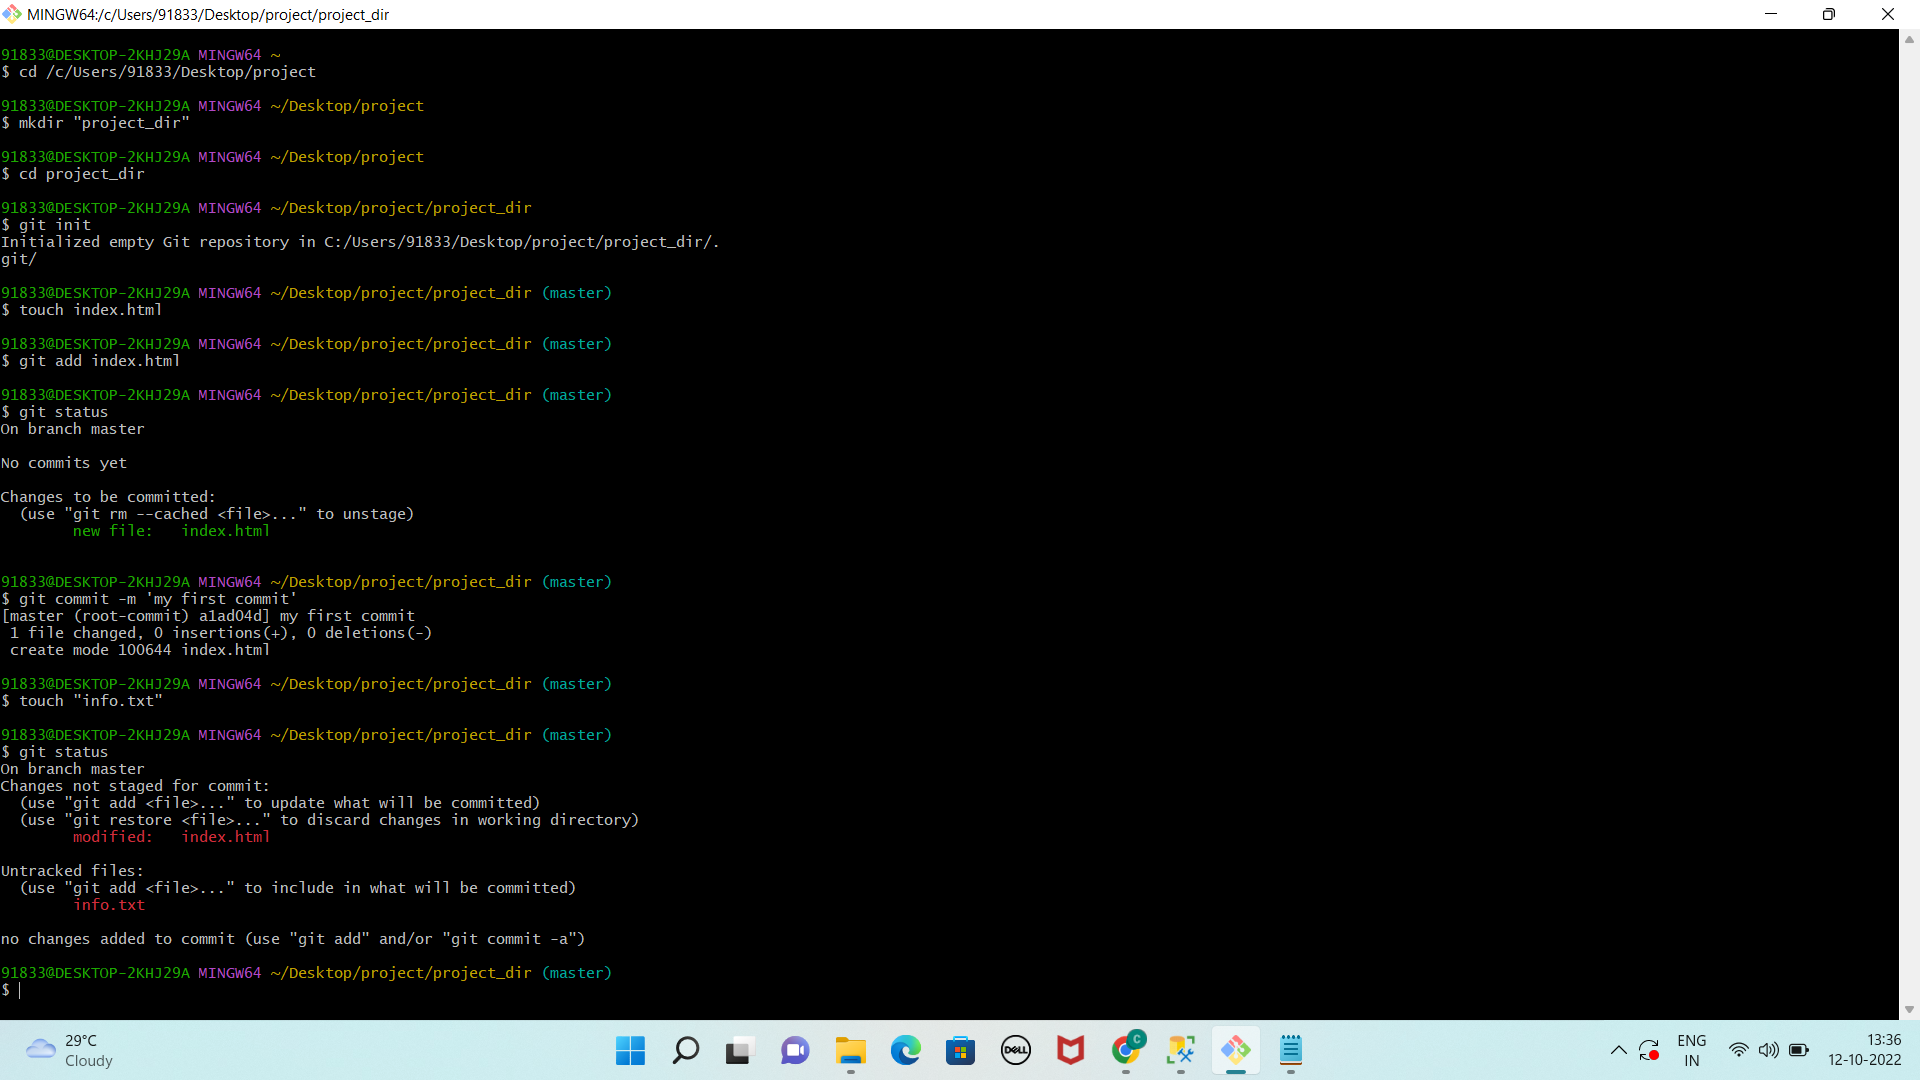 MINGW64:/c/Users/91833/Desktop/project/project_dir
91833@DESKTOP-2KHJ29A MINGW64 ~
$ cd /c/Users/91833/Desktop/project
91833@DESKTOP-2KHJ29A MINGW64 ~/Desktop/project
$ mkdir "project_dir"
91833@DESKTOP-2KHJ29A MINGW64 ~/Desktop/project
$ cd project_dir
91833@DESKTOP-2KHJ29A MINGW64 ~/Desktop/project/project_dir
$ git init
Initialized empty Git repository in C:/Users/91833/Desktop/project/project_dir/.
git/
91833@DESKTOP-2KHJ29A MINGW64 ~/Desktop/project/project_dir (master)
$ touch index.html
91833@DESKTOP-2KHJ29A MINGW64 ~/Desktop/project/project_dir (master)
$ git add index.html
91833@DESKTOP-2KHJ29A MINGW64 ~/Desktop/project/project_dir (master)
$ git status
On branch master
No commits yet
Changes to be committed:
  (use "git rm --cached <file>..." to unstage)
        new file:   index.html
91833@DESKTOP-2KHJ29A MINGW64 ~/Desktop/project/project_dir (master)
$ git commit -m 'my first commit'
[master (root-commit) a1ad04d] my first commit
 1 file changed, 0 insertions(+), 0 deletions(-)
 create mode 100644 index.html
91833@DESKTOP-2KHJ29A MINGW64 ~/Desktop/project/project_dir (master)
$ touch "info.txt"
91833@DESKTOP-2KHJ29A MINGW64 ~/Desktop/project/project_dir (master)
$ git status
On branch master
Changes not staged for commit:
  (use "git add <file>..." to update what will be committed)
  (use "git restore <file>..." to discard changes in working directory)
        modified:   index.html
Untracked files:
  (use "git add <file>..." to include in what will be committed)
        info.txt
no changes added to commit (use "git add" and/or "git commit -a")
91833@DESKTOP-2KHJ29A MINGW64 ~/Desktop/project/project_dir (master)
$
29°C
Cloudy
DELL
C
ENG
IN
13:36
12-10-2022